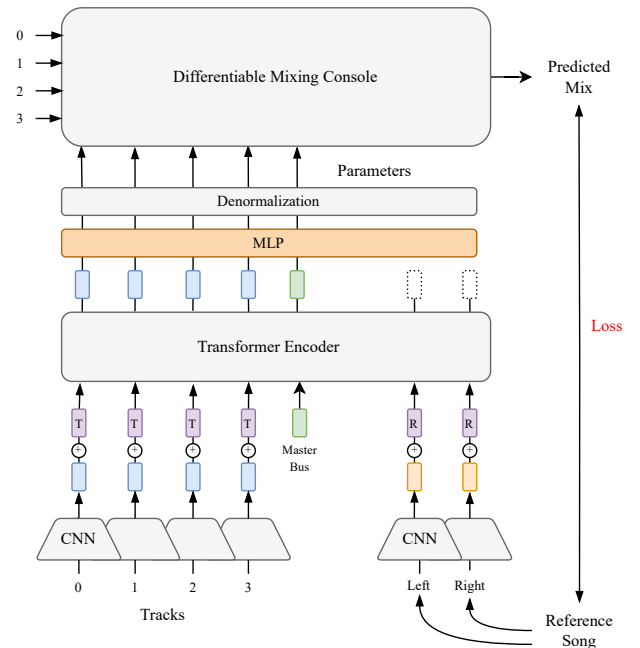 0
1
2
3
Differentiable Mixing Console
Predicted
Mix
Parameters
Denormalization
MLP
Loss
Transformer Encoder
T
T
T
T
R
R
+
+
+
+
+
+
Master
Bus
CNN
CNN
0
1
2
3
Left
Right
Tracks
Reference
Song